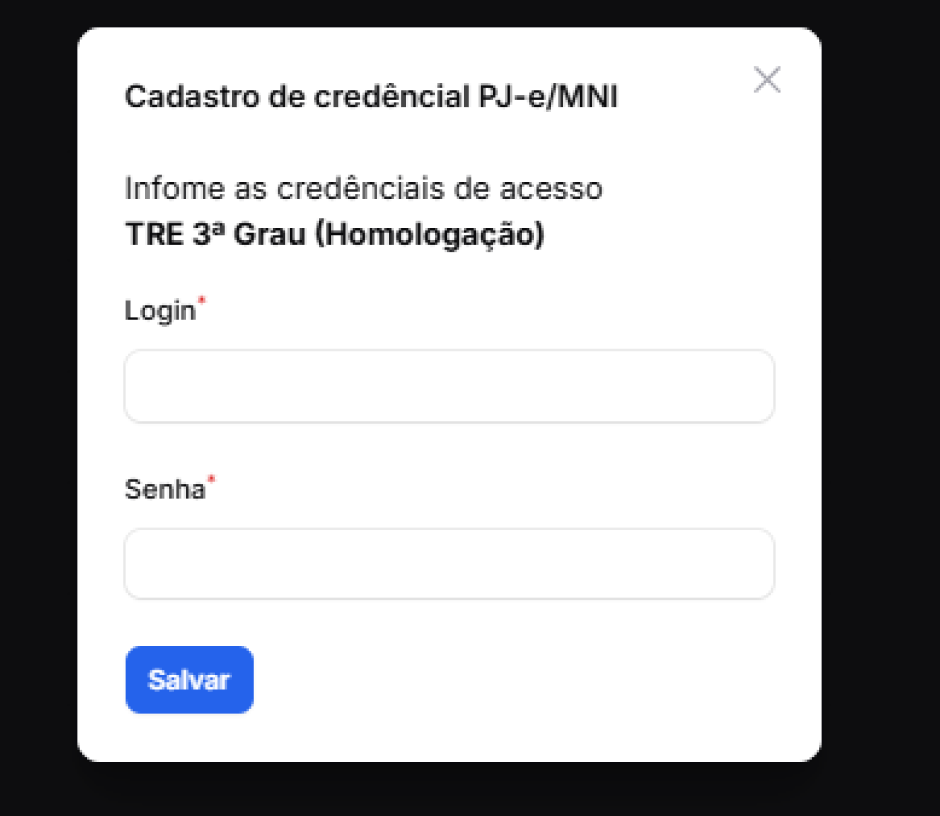 Cadastro de credêncial PJ-e/MNI
Infome as credênciais de acesso
TRE 3ª Grau (Homologação)
Login*
Senha*
Salvar